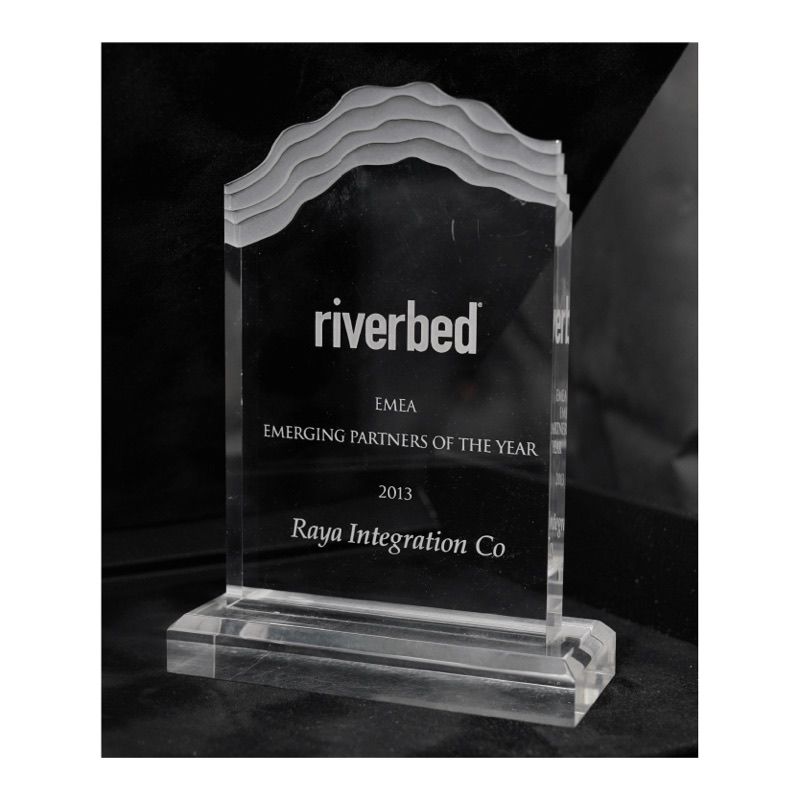 riverbed®
EMEA
EMERGING PARTNERS OF THE YEAR
2013
Raya Integration Co